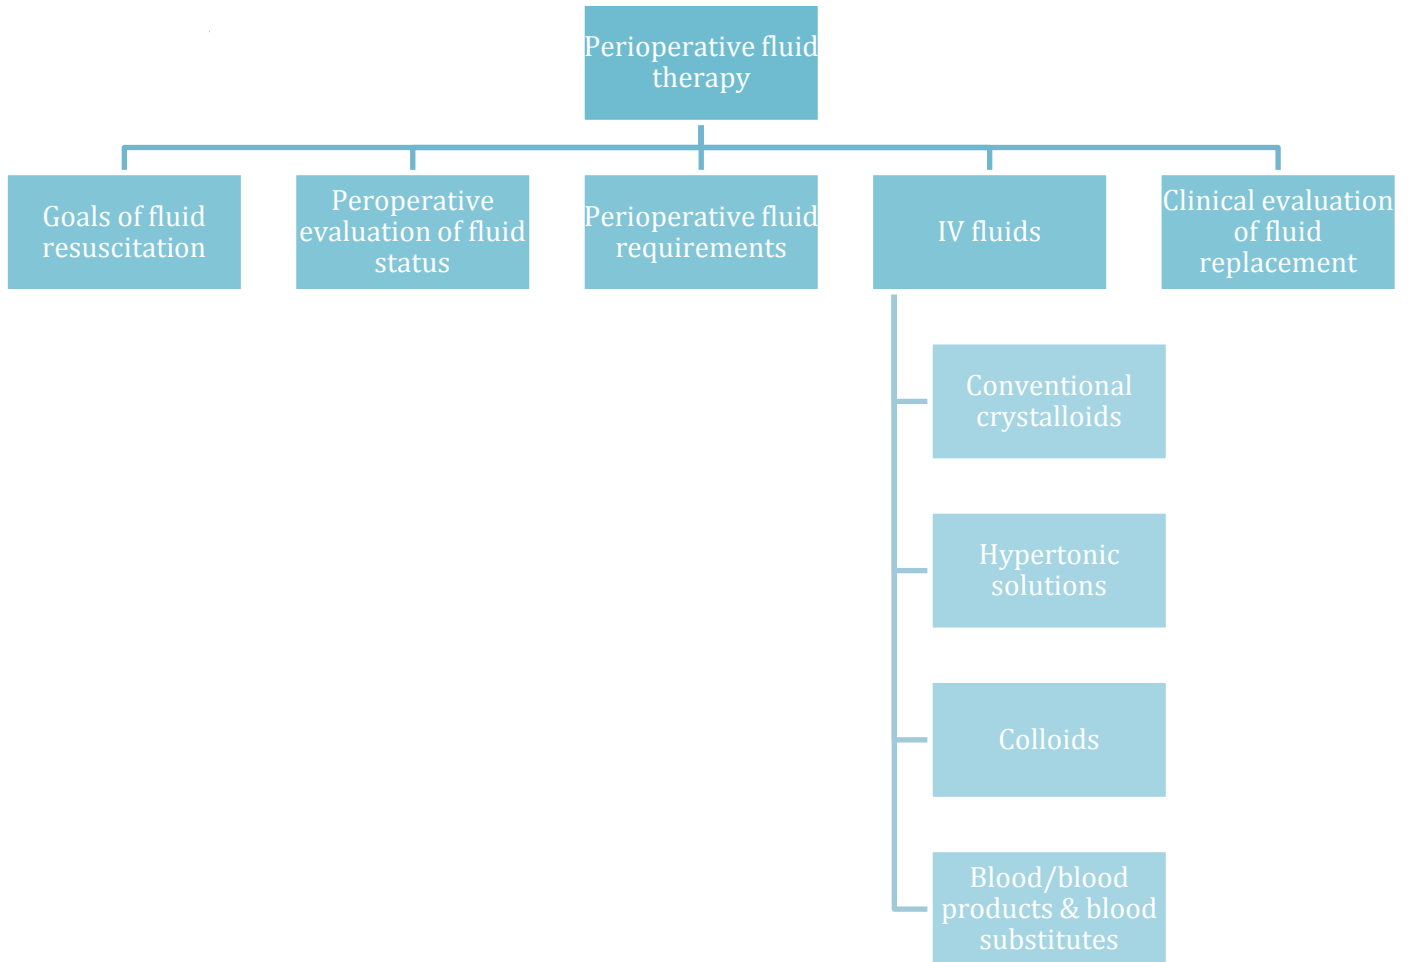 Perioperative fluid
therapy
Goals of fluid
resuscitation
Peroperative
evaluation of fluid
status
Perioperative fluid
requirements
IV fluids
Clinical evaluation
of fluid
replacement
Conventional
crystalloids
Hypertonic
solutions
Colloids
Blood/blood
products & blood
substitutes